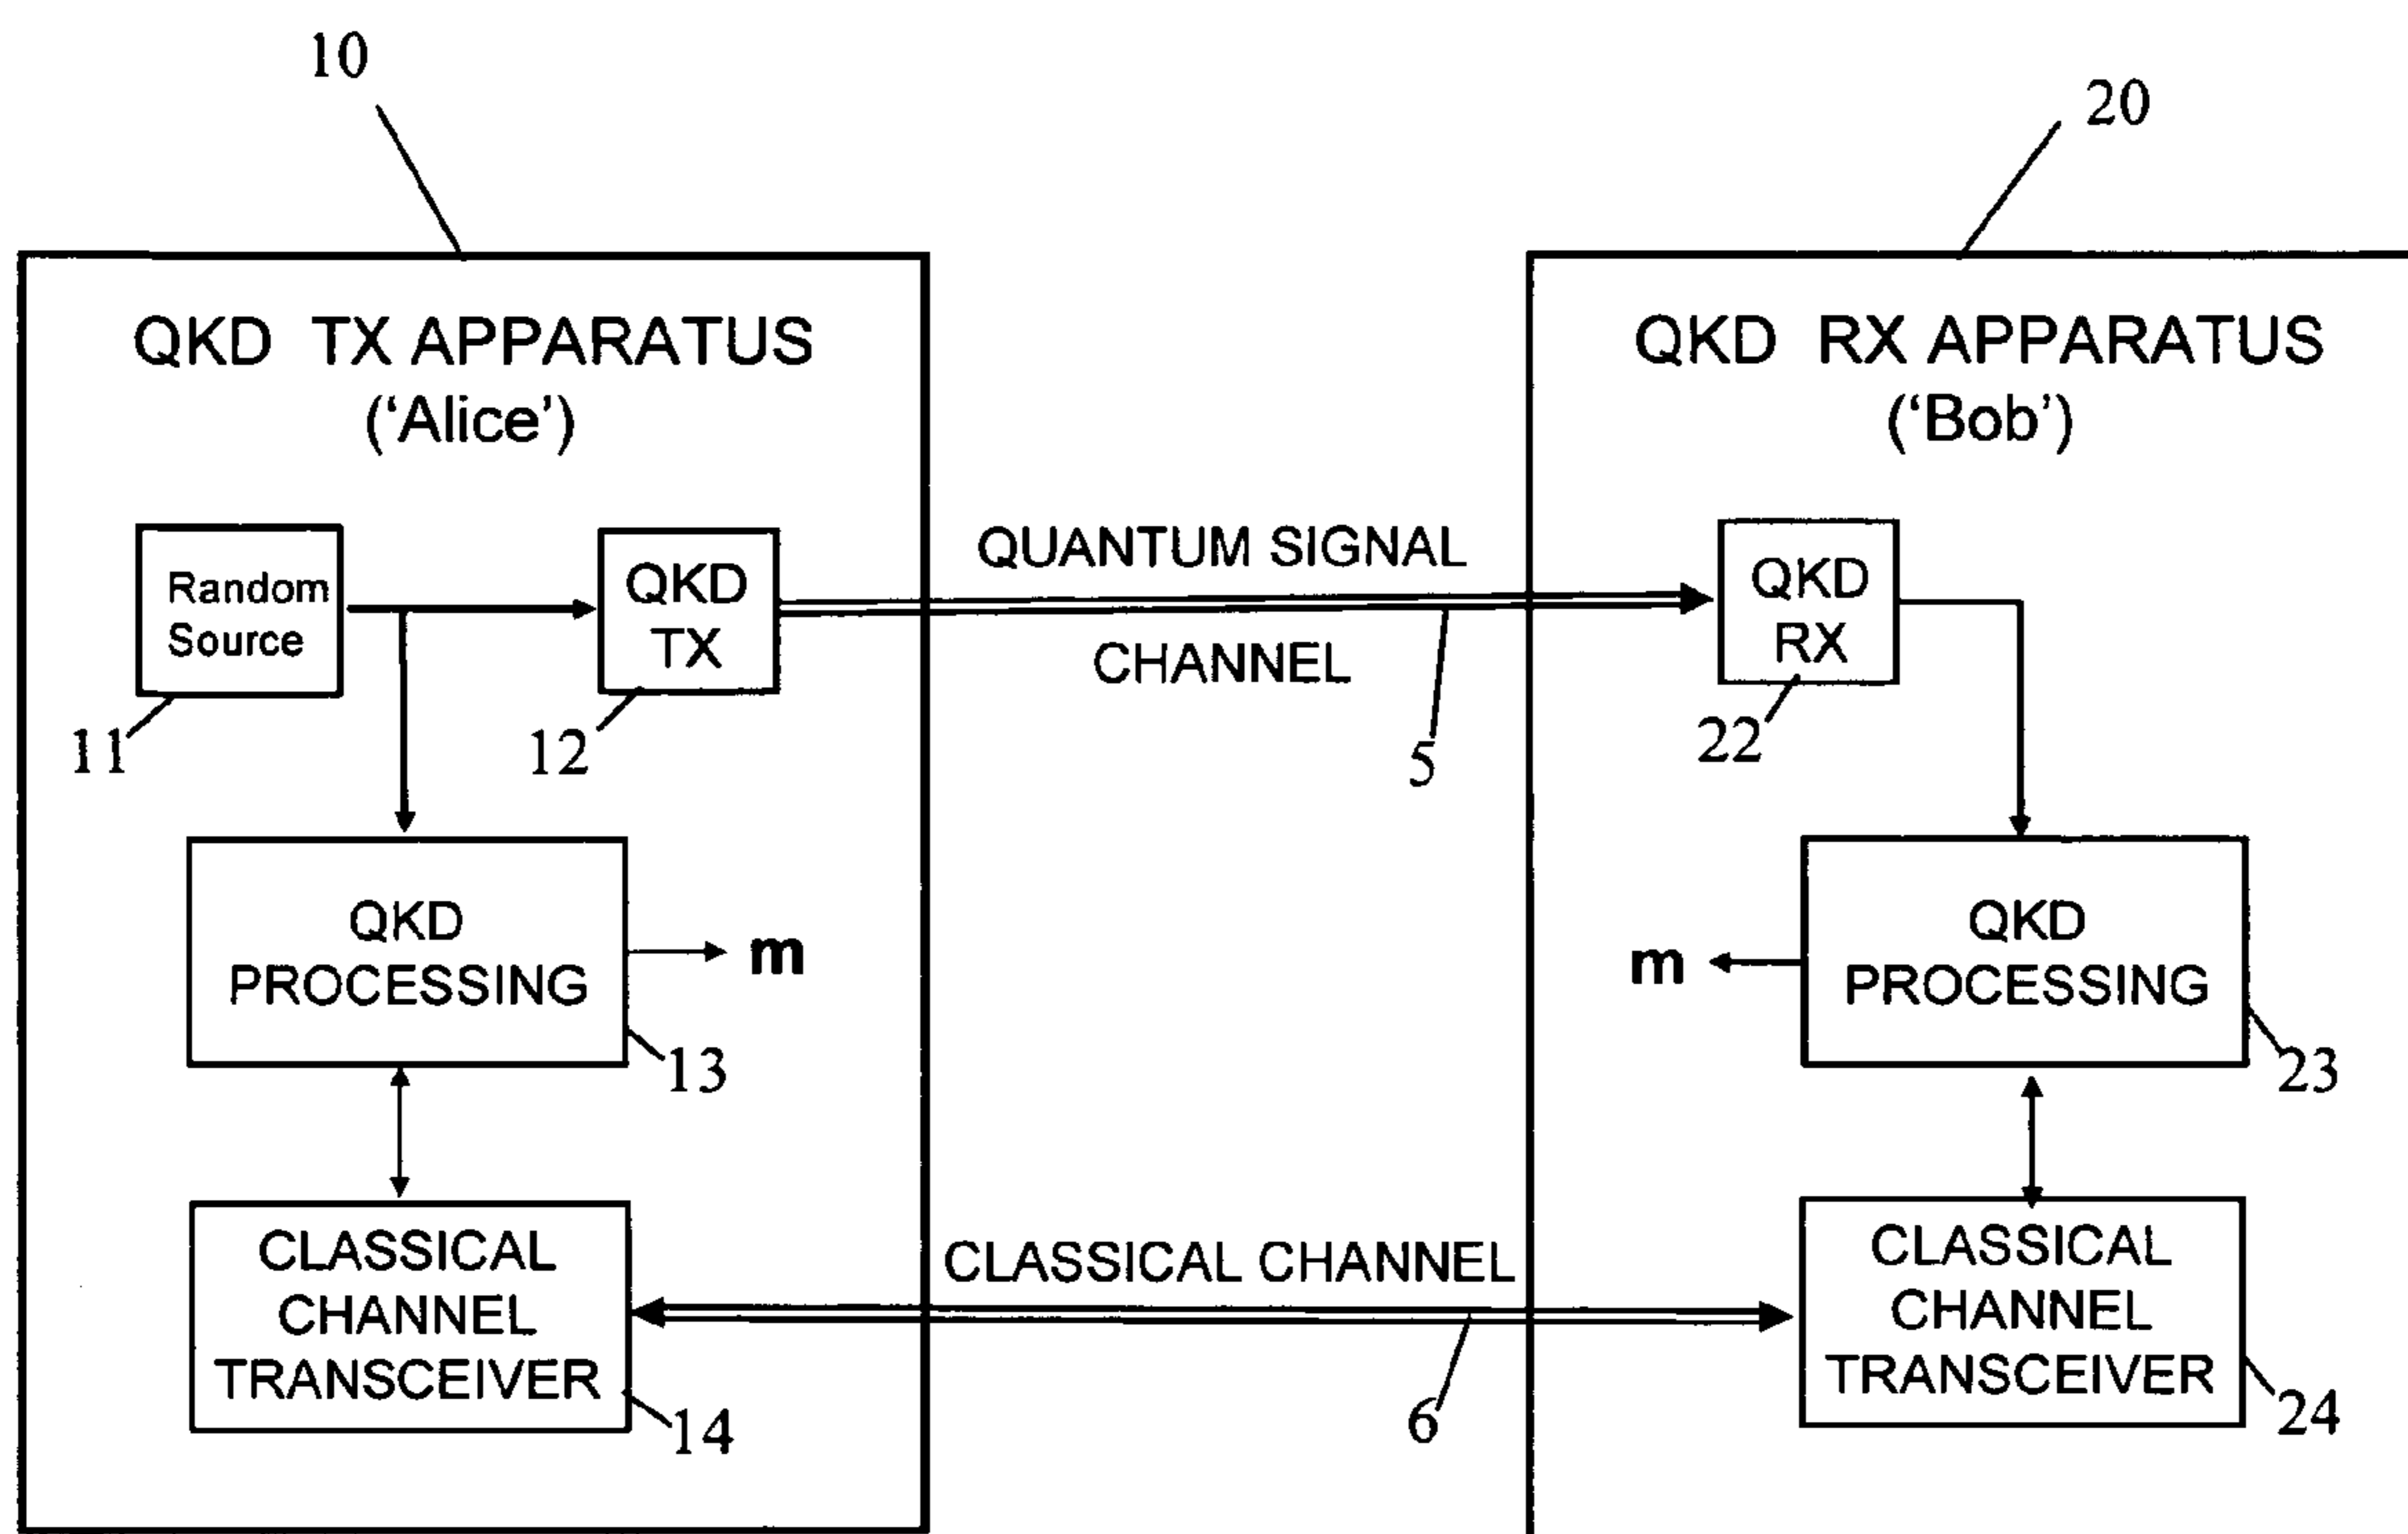 10
20
QKD TX APPARATUS
('Alice')
QKD RX APPARATUS
('Bob')
Random
Source
11
QKD
TX
12
QUANTUM SIGNAL
CHANNEL
5
QKD
RX
22
QKD
PROCESSING
13
m
m
QKD
PROCESSING
23
CLASSICAL
CHANNEL
TRANSCEIVER
14
CLASSICAL CHANNEL
6
CLASSICAL
CHANNEL
TRANSCEIVER
24